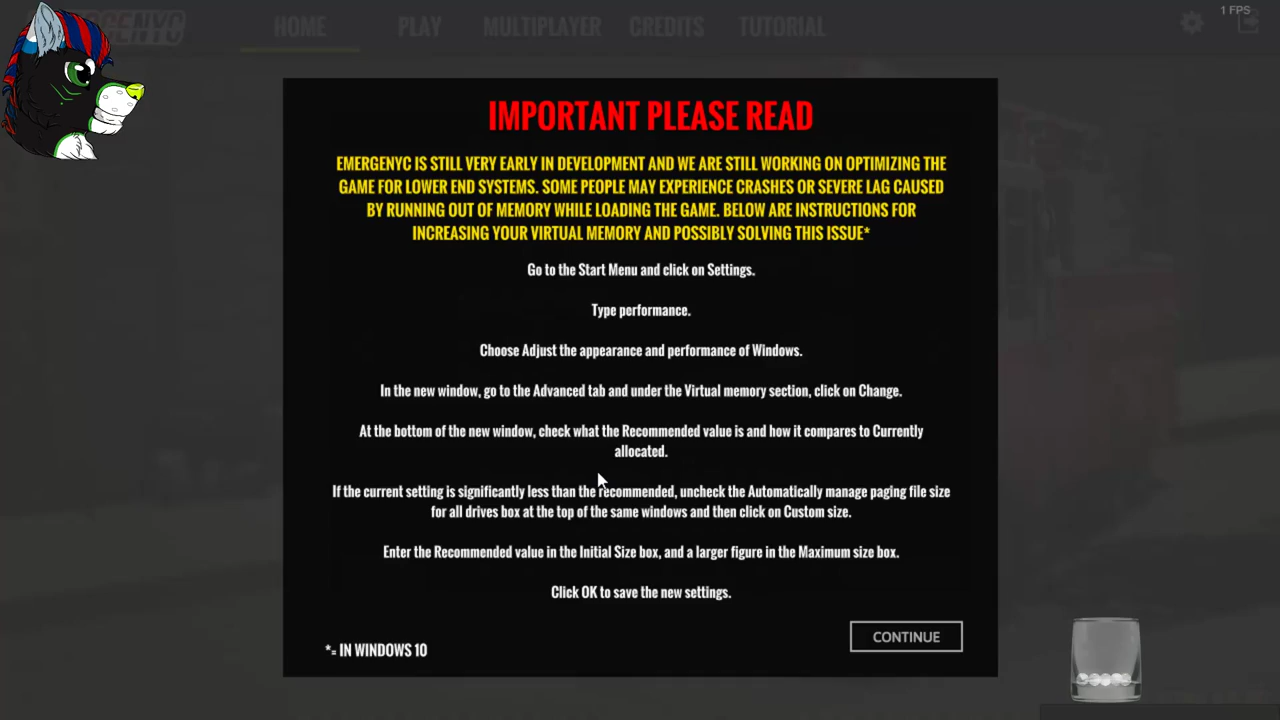 HOME PLAY MULTIPLAYER CREDITS TUTORIAL
1 FPS
IMPORTANT PLEASE READ
EMERGENYC IS STILL VERY EARLY IN DEVELOPMENT AND WE ARE STILL WORKING ON OPTIMIZING THE
GAME FOR LOWER END SYSTEMS. SOME PEOPLE MAY EXPERIENCE CRASHES OR SEVERE LAG CAUSED
BY RUNNING OUT OF MEMORY WHILE LOADING THE GAME. BELOW ARE INSTRUCTIONS FOR
INCREASING YOUR VIRTUAL MEMORY AND POSSIBLY SOLVING THIS ISSUE*
Go to the Start Menu and click on Settings.
Type performance.
Choose Adjust the appearance and performance of Windows.
In the new window, go to the Advanced tab and under the Virtual memory section, click on Change.
At the bottom of the new window, check what the Recommended value is and how it compares to Currently
allocated.
If the current setting is significantly less than the recommended, uncheck the Automatically manage paging file size
for all drives box at the top of the same windows and then click on Custom size.
Enter the Recommended value in the Initial Size box, and a larger figure in the Maximum size box.
Click OK to save the new settings.
CONTINUE
*= IN WINDOWS 10